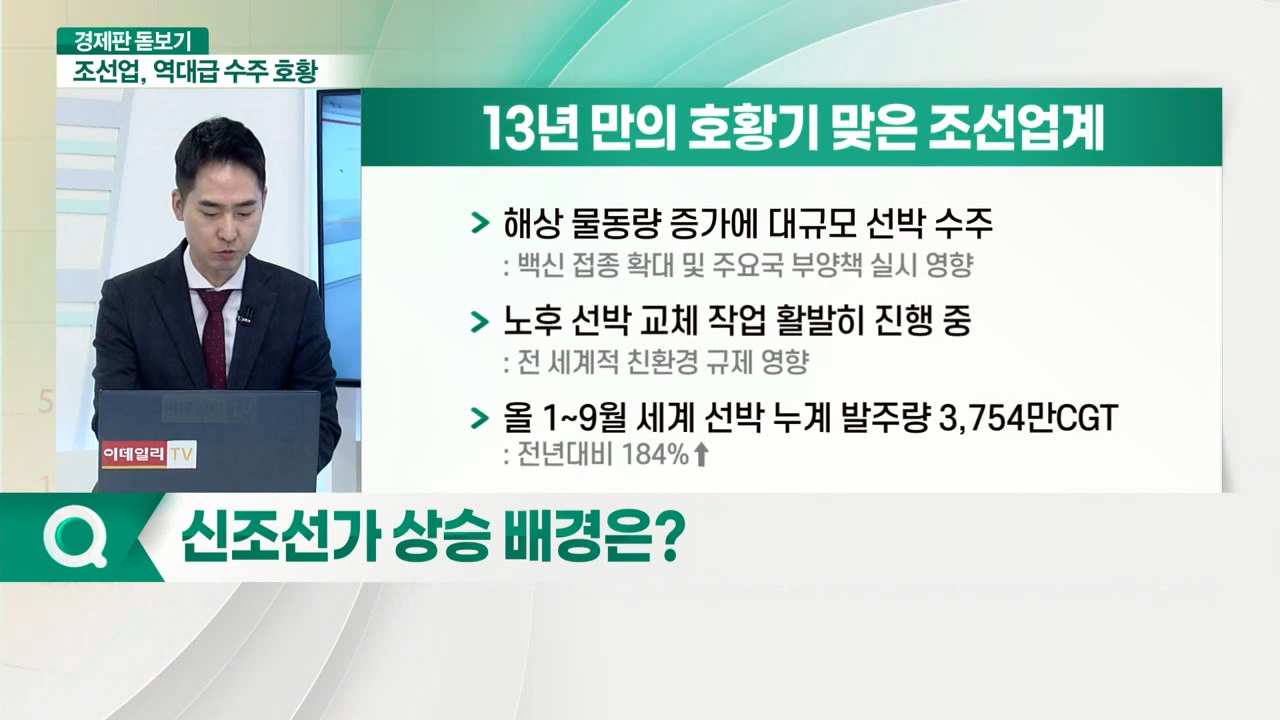 경제판 돋보기
조선업, 역대급 수주 호황
13년 만의 호황기 맞은 조선업계
해상 물동량 증가에 대규모 선박 수주
: 백신 접종 확대 및 주요국 부양책 실시 영향
노후 선박 교체 작업 활발히 진행 중
: 전 세계적 친환경 규제 영향
올 1~9월 세계 선박 누계 발주량 3,754만CGT
: 전년대비 184%⬆
5
1
이데일리 TV
Q 신조선가 상승 배경은?